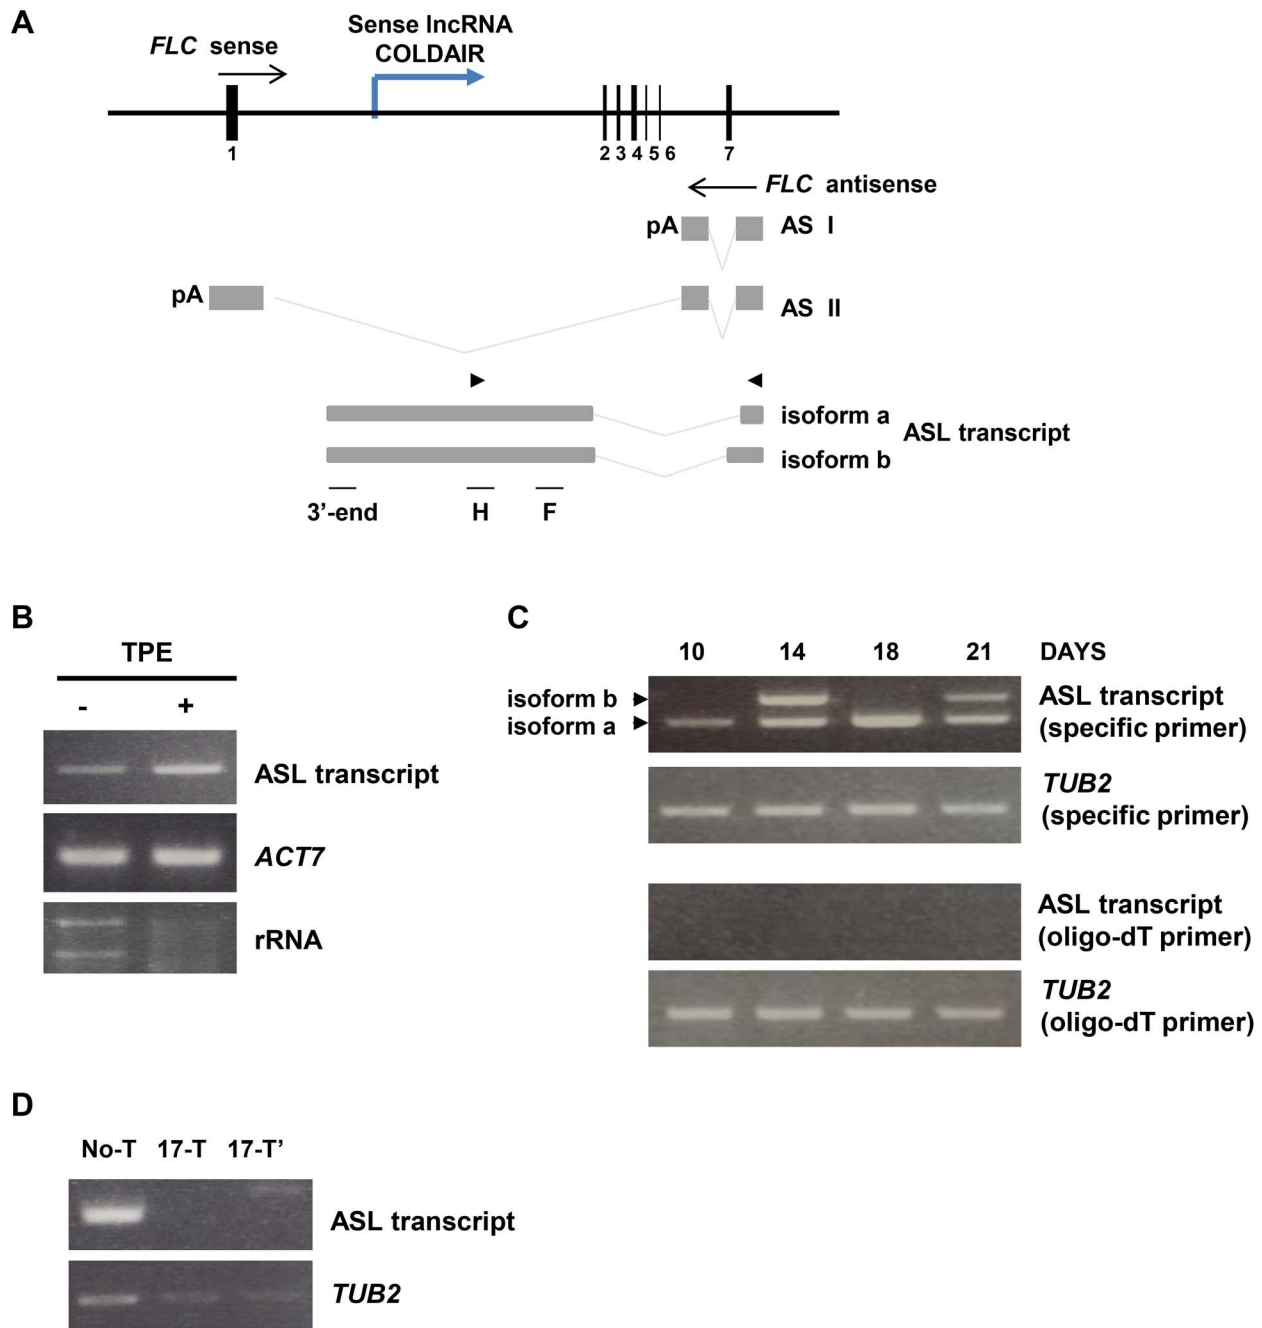 A
FLC sense
Sense lncRNA
COLDAIR
1 2 3 4 5 6 7
FLC antisense
pA AS I
pA AS II
isoform a
ASL transcript
isoform b
3’-end H F
B
TPE
- +
ASL transcript
ACT7
rRNA
C
10 14 18 21 DAYS
isoform b
isoform a
ASL transcript
(specific primer)
TUB2
(specific primer)
ASL transcript
(oligo-dT primer)
TUB2
(oligo-dT primer)
D
No-T 17-T 17-T’
ASL transcript
TUB2